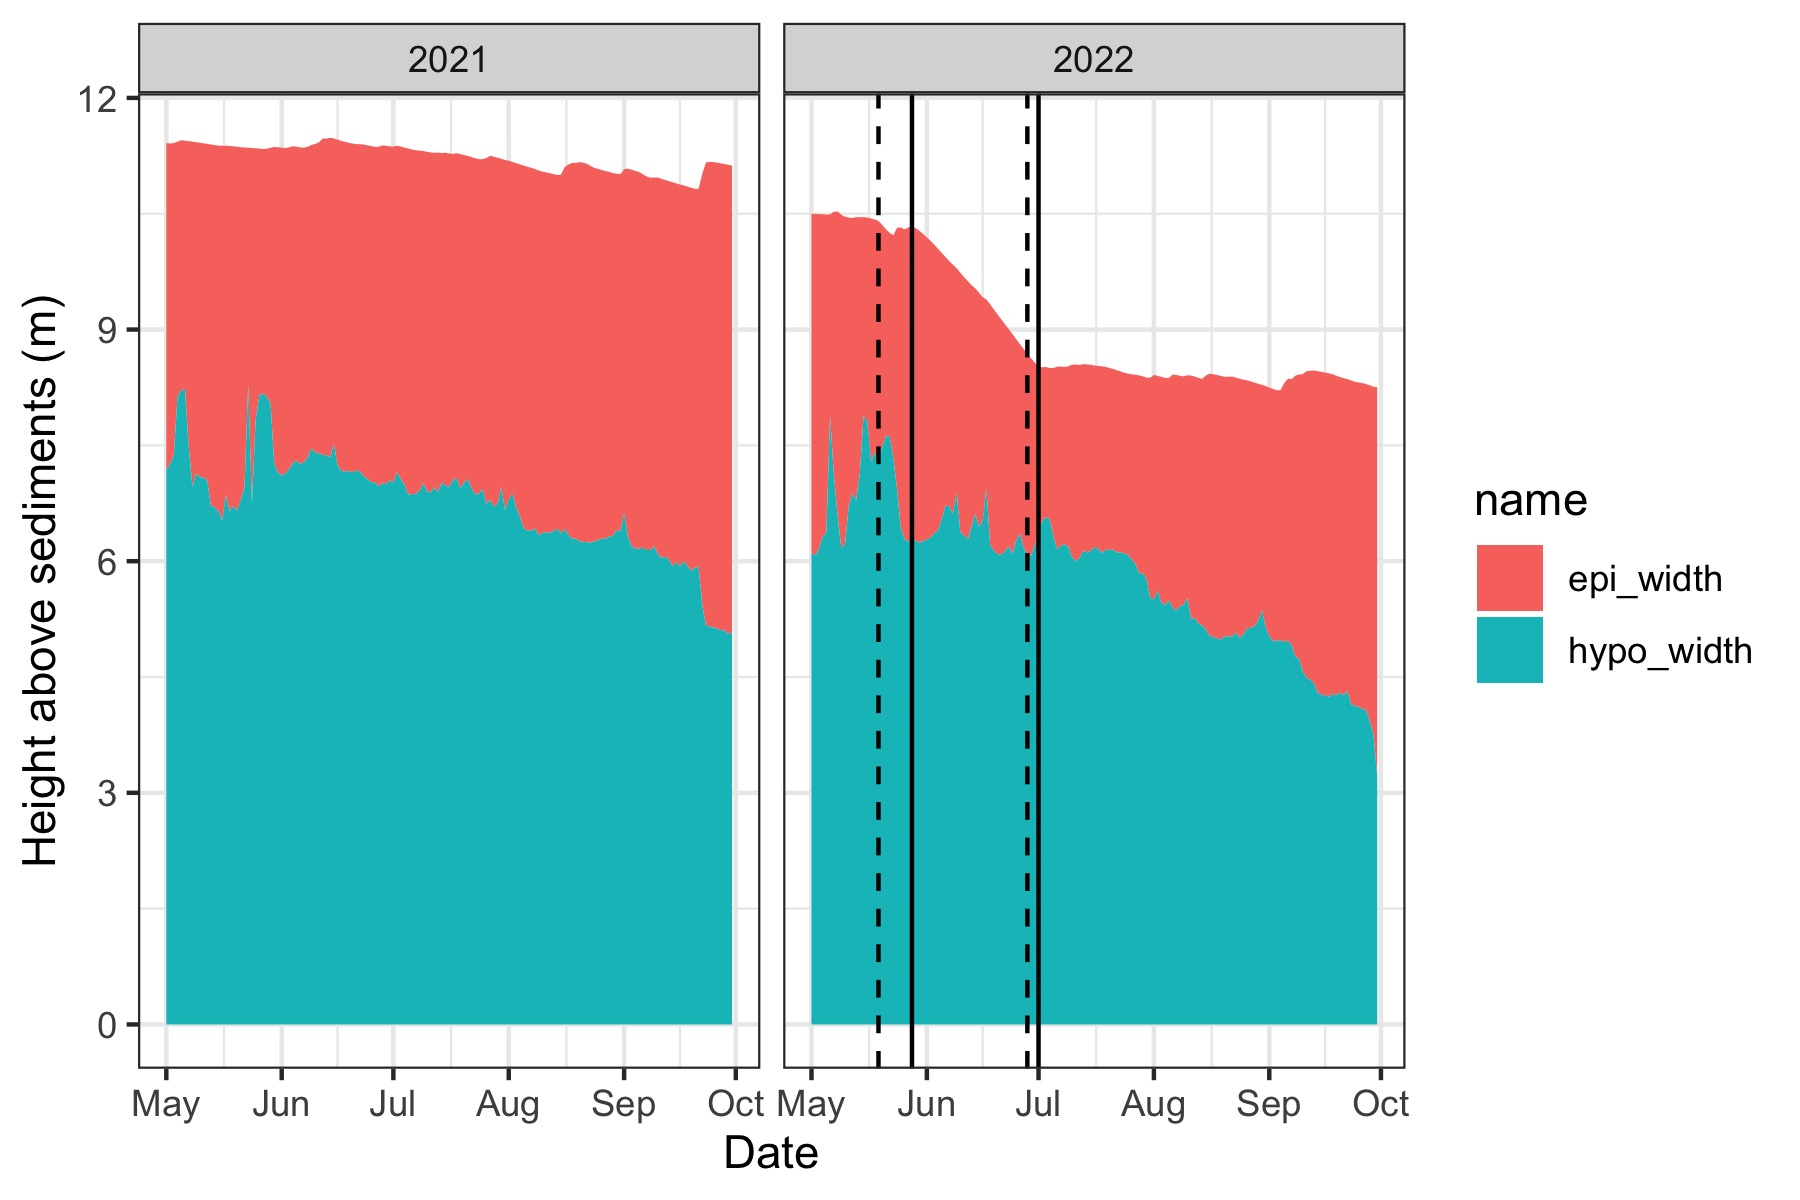 2021
2022
12
9
6
3
0
Height above sediments (m)
May Jun Jul Aug Sep Oct May Jun Jul Aug Sep Oct
Date
name
epi_width
hypo_width